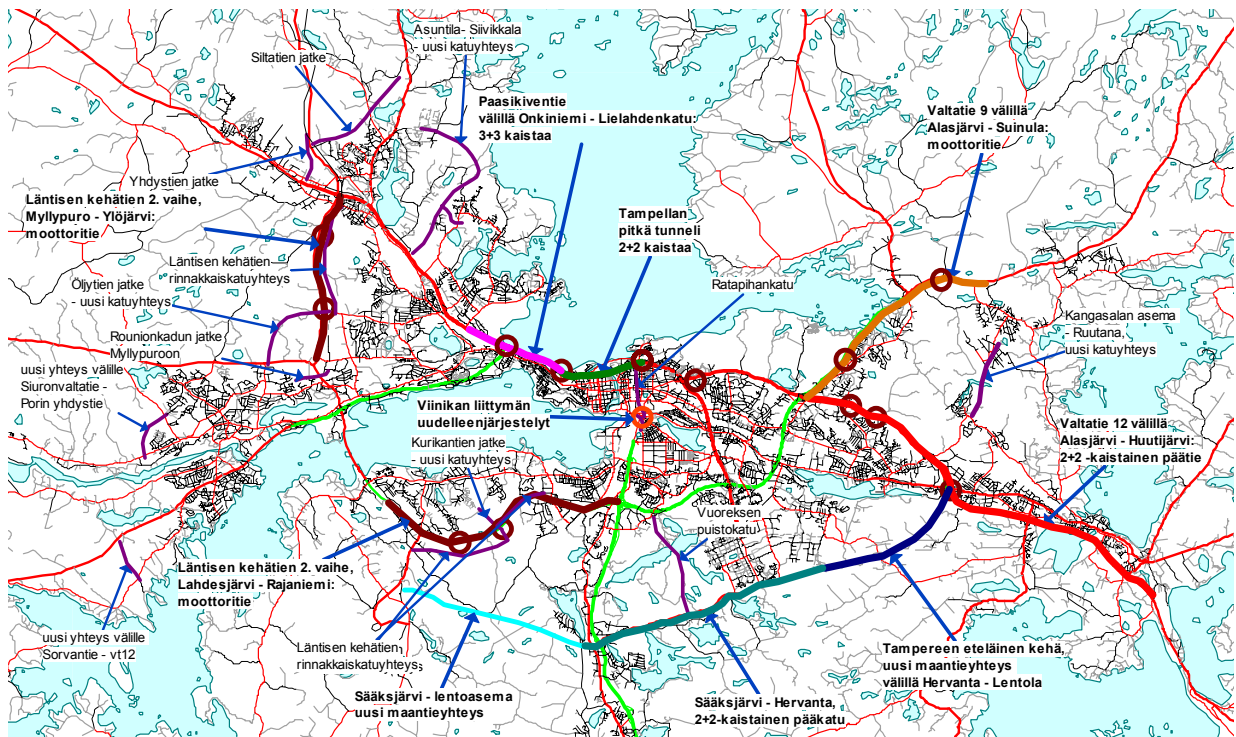 Asuntila- Siivikkala
- uusi katuyhteys
Siltatien jatke
Paasikiventie
välillä Onkiniemi - Lielahdenkatu:
3+3 kaistaa
Valtatie 9 välillä
Alasjärvi - Suinula:
moottoritie
Yhdystien jatke
Läntisen kehätien 2. vaihe,
Myllypuro - Ylöjärvi:
moottoritie
Tampellan
pitkä tunneli
2+2 kaistaa
Läntisen kehätien
rinnakkaiskatuyhteys
Öljytien jatke
- uusi katuyhteys
Ratapihankatu
Kangasalan asema
- Ruutana,
uusi katuyhteys
Rounionkadun jatke
Myllypuroon
uusi yhteys välille
Siuronvaltatie -
Porin yhdystie
Viinikan liittymän
uudelleenjärjestelyt
Kurikantien jatke
- uusi katuyhteys
Valtatie 12 välillä
Alasjärvi - Huutijärvi:
2+2 -kaistainen päätie
Vuoreksen
puistokatu
Läntisen kehätien 2. vaihe,
Lahdesjärvi - Rajaniemi:
moottoritie
uusi yhteys välille
Sorvantie - vt12
Läntisen kehätien
rinnakkaiskatuyhteys
Sääksjärvi - lentoasema
uusi maantieyhteys
Sääksjärvi - Hervanta,
2+2-kaistainen pääkatu
Tampereen eteläinen kehä,
uusi maantieyhteys
välillä Hervanta - Lentola